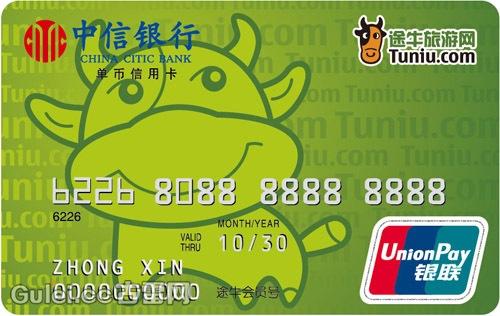 中信银行
CHINA CITIC BANK
单币信用卡
途牛旅游网
Tuniu.com
6226 8088 8888 8888
6226
MONTH/YEAR
VALID THRU 10/30
ZHONG XIN
0000000000 途牛会员号
UnionPay
银联